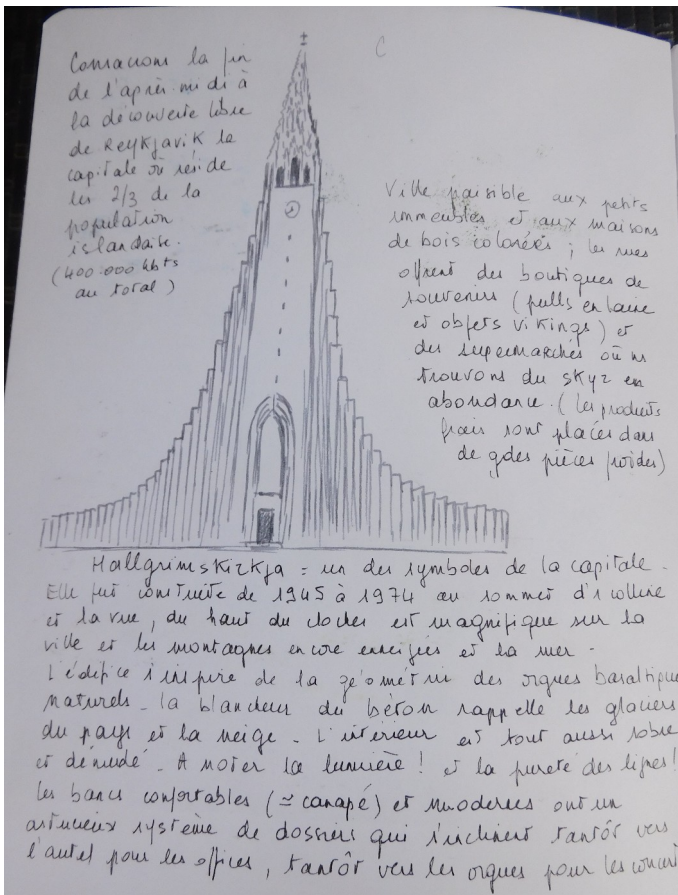 Consacrons la fin
de l'après midi à
la découverte libre
de Reykjavik la
capitale où réside
les 2/3 de la
population
islandaise.
(400.000 hbts
au total)
C
Ville paisible aux petits
immeubles et aux maisons
de bois colorées ; les rues
offrent des boutiques de
souvenirs (pulls en laine
et objets vikings) et
des supermarchés où ns
trouvons du skyr en
abondance. (Les produits
frais sont placés dans
de gdes pièces froides)
Hallgrimskirkja = un des symboles de la capitale.
Elle fut construite de 1945 à 1974 au sommet d'1 colline
et la vue, du haut du clocher est magnifique sur la
ville et les montagnes encore enneigées et la mer.
L'édifice s'inspire de la géométrie des orgues basaltiques
naturels. La blancheur du béton rappelle les glaciers
du pays et la neige. L'intérieur est tout aussi sobre
et dénudé. A noter la lumière ! et la pureté des lignes !
Les bancs confortables (≃ canapé) et modernes ont un
astucieux système de dossiers qui s'inclinent tantôt vers
l'autel pour les offices, tantôt vers les orgues pour les concert